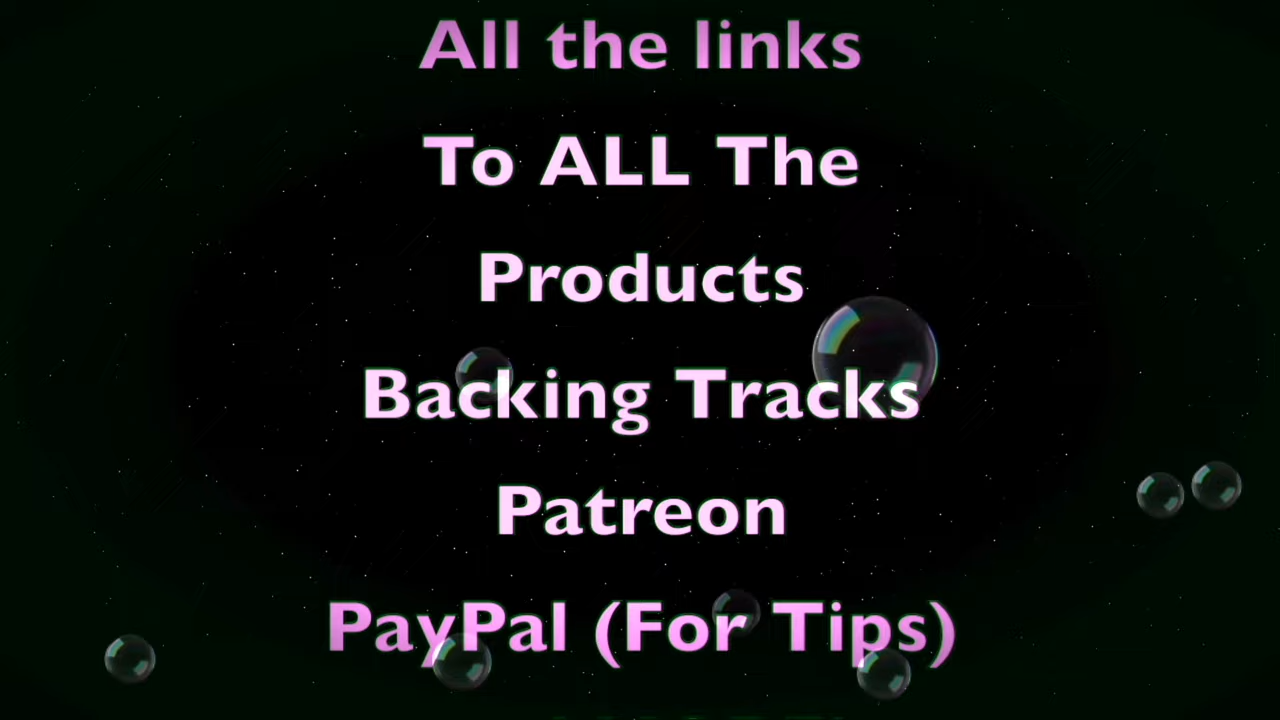 All the links
To ALL The
Products
Backing Tracks
Patreon
PayPal (For Tips)